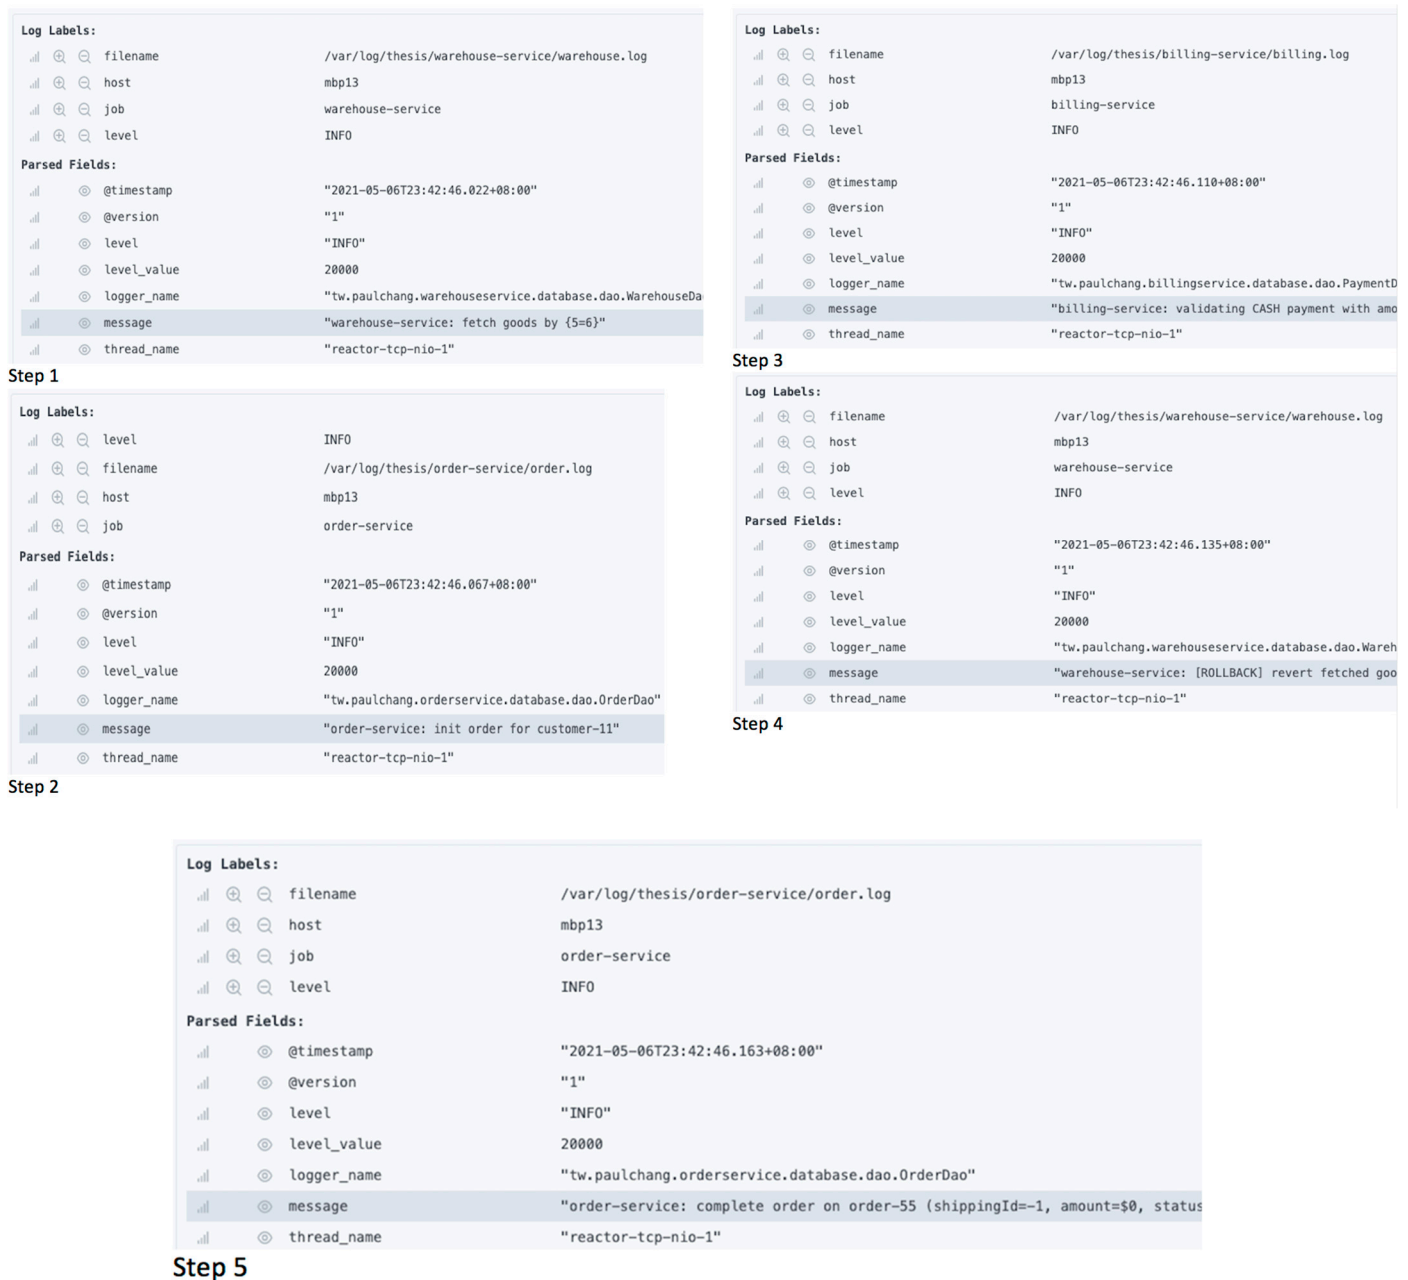 Log Labels:
filename /var/log/thesis/warehouse-service/warehouse.log
host mbp13
job warehouse-service
level INFO
Parsed Fields:
@timestamp "2021-05-06T23:42:46.022+08:00"
@version "1"
level "INFO"
level_value 20000
logger_name "tw.paulchang.warehouseservice.database.dao.WarehouseDa
message "warehouse-service: fetch goods by {5=6}"
thread_name "reactor-tcp-nio-1"
Step 1
Log Labels:
level INFO
filename /var/log/thesis/order-service/order.log
host mbp13
job order-service
Parsed Fields:
@timestamp "2021-05-06T23:42:46.067+08:00"
@version "1"
level "INFO"
level_value 20000
logger_name "tw.paulchang.orderservice.database.dao.OrderDao"
message "order-service: init order for customer-11"
thread_name "reactor-tcp-nio-1"
Step 2
Log Labels:
filename /var/log/thesis/billing-service/billing.log
host mbp13
job billing-service
level INFO
Parsed Fields:
@timestamp "2021-05-06T23:42:46.110+08:00"
@version "1"
level "INFO"
level_value 20000
logger_name "tw.paulchang.billingservice.database.dao.PaymentD
message "billing-service: validating CASH payment with amo
thread_name "reactor-tcp-nio-1"
Step 3
Log Labels:
filename /var/log/thesis/warehouse-service/warehouse.log
host mbp13
job warehouse-service
level INFO
Parsed Fields:
@timestamp "2021-05-06T23:42:46.135+08:00"
@version "1"
level "INFO"
level_value 20000
logger_name "tw.paulchang.warehouseservice.database.dao.Wareh
message "warehouse-service: [ROLLBACK] revert fetched goo
thread_name "reactor-tcp-nio-1"
Step 4
Log Labels:
filename /var/log/thesis/order-service/order.log
host mbp13
job order-service
level INFO
Parsed Fields:
@timestamp "2021-05-06T23:42:46.163+08:00"
@version "1"
level "INFO"
level_value 20000
logger_name "tw.paulchang.orderservice.database.dao.OrderDao"
message "order-service: complete order on order-55 (shippingId=-1, amount=$0, status
thread_name "reactor-tcp-nio-1"
Step 5